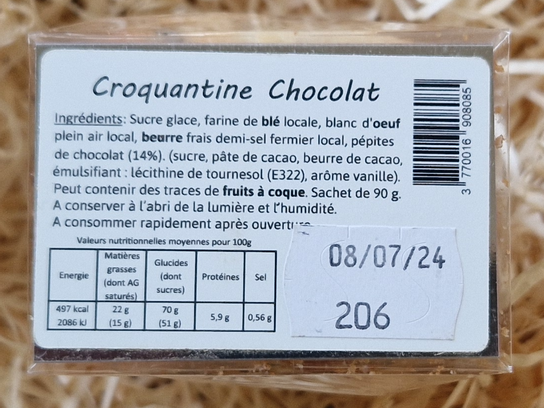 Croquantine Chocolat
Ingrédients: Sucre glace, farine de blé locale, blanc d'oeuf
plein air local, beurre frais demi-sel fermier local, pépites
de chocolat (14%). (sucre, pâte de cacao, beurre de cacao,
émulsifiant : lécithine de tournesol (E322), arôme vanille).
Peut contenir des traces de fruits à coque. Sachet de 90 g.
A conserver à l'abri de la lumière et l'humidité.
A consommer rapidement après ouverture
Valeurs nutritionnelles moyennes pour 100g
Energie Matières grasses (dont AG saturés) Glucides (dont sucres) Protéines Sel
497 kcal 22 g 70 g 5,9 g 0,56 g
2086 kJ (15 g) (51 g)
3 770016 908085
08/07/24
206